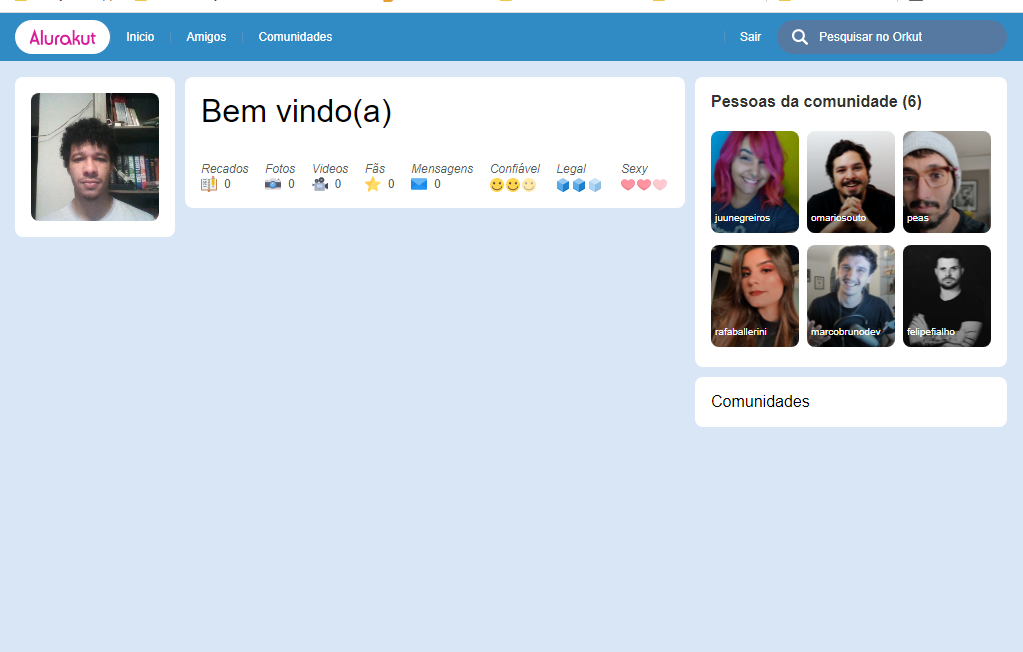 Alurakut
Inicio
Amigos
Comunidades
Sair
Pesquisar no Orkut
Bem vindo(a)
Recados Fotos Videos Fãs Mensagens Confiável Legal Sexy
0 0 0 0 0
Pessoas da comunidade (6)
juunegreiros omariosouto peas
rafaballerini marcobrunodev felipefialho
Comunidades